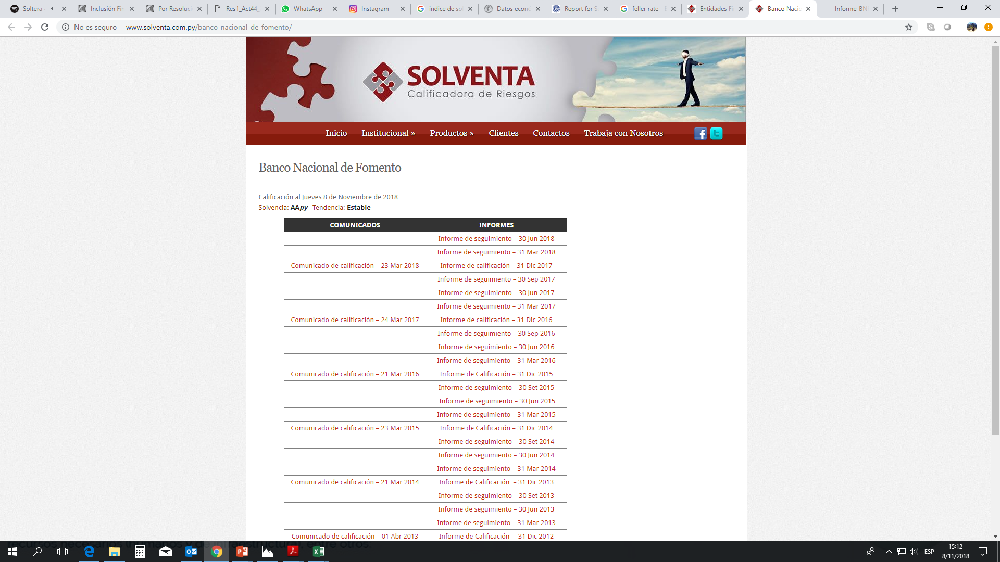 Soltera
Inclusión Fin
Por Resoluci
Res1_Act44_
WhatsApp
Instagram
indice de sol
Datos econó
Report for Se
feller rate - B
Entidades Fi
Banco Nacio
Informe-BNF
No es seguro www.solventa.com.py/banco-nacional-de-fomento/
SOLVENTA
Calificadora de Riesgos
Inicio Institucional » Productos » Clientes Contactos Trabaja con Nosotros
Banco Nacional de Fomento
Calificación al Jueves 8 de Noviembre de 2018
Solvencia: AApy Tendencia: Estable
COMUNICADOS INFORMES
Informe de seguimiento – 30 Jun 2018
Informe de seguimiento – 31 Mar 2018
Comunicado de calificación – 23 Mar 2018 Informe de calificación – 31 Dic 2017
Informe de seguimiento – 30 Sep 2017
Informe de seguimiento – 30 Jun 2017
Informe de seguimiento – 31 Mar 2017
Comunicado de calificación – 24 Mar 2017 Informe de calificación – 31 Dic 2016
Informe de seguimiento – 30 Sep 2016
Informe de seguimiento – 30 Jun 2016
Informe de seguimiento – 31 Mar 2016
Comunicado de calificación – 21 Mar 2016 Informe de Calificación – 31 Dic 2015
Informe de seguimiento – 30 Set 2015
Informe de seguimiento – 30 Jun 2015
Informe de seguimiento – 31 Mar 2015
Comunicado de calificación – 23 Mar 2015 Informe de Calificación – 31 Dic 2014
Informe de seguimiento – 30 Set 2014
Informe de seguimiento – 30 Jun 2014
Informe de seguimiento – 31 Mar 2014
Comunicado de calificación – 21 Mar 2014 Informe de Calificación – 31 Dic 2013
Informe de seguimiento – 30 Set 2013
Informe de seguimiento – 30 Jun 2013
Informe de seguimiento – 31 Mar 2013
Comunicado de calificación – 01 Abr 2013 Informe de Calificación – 31 Dic 2012
ESP
15:12
8/11/2018